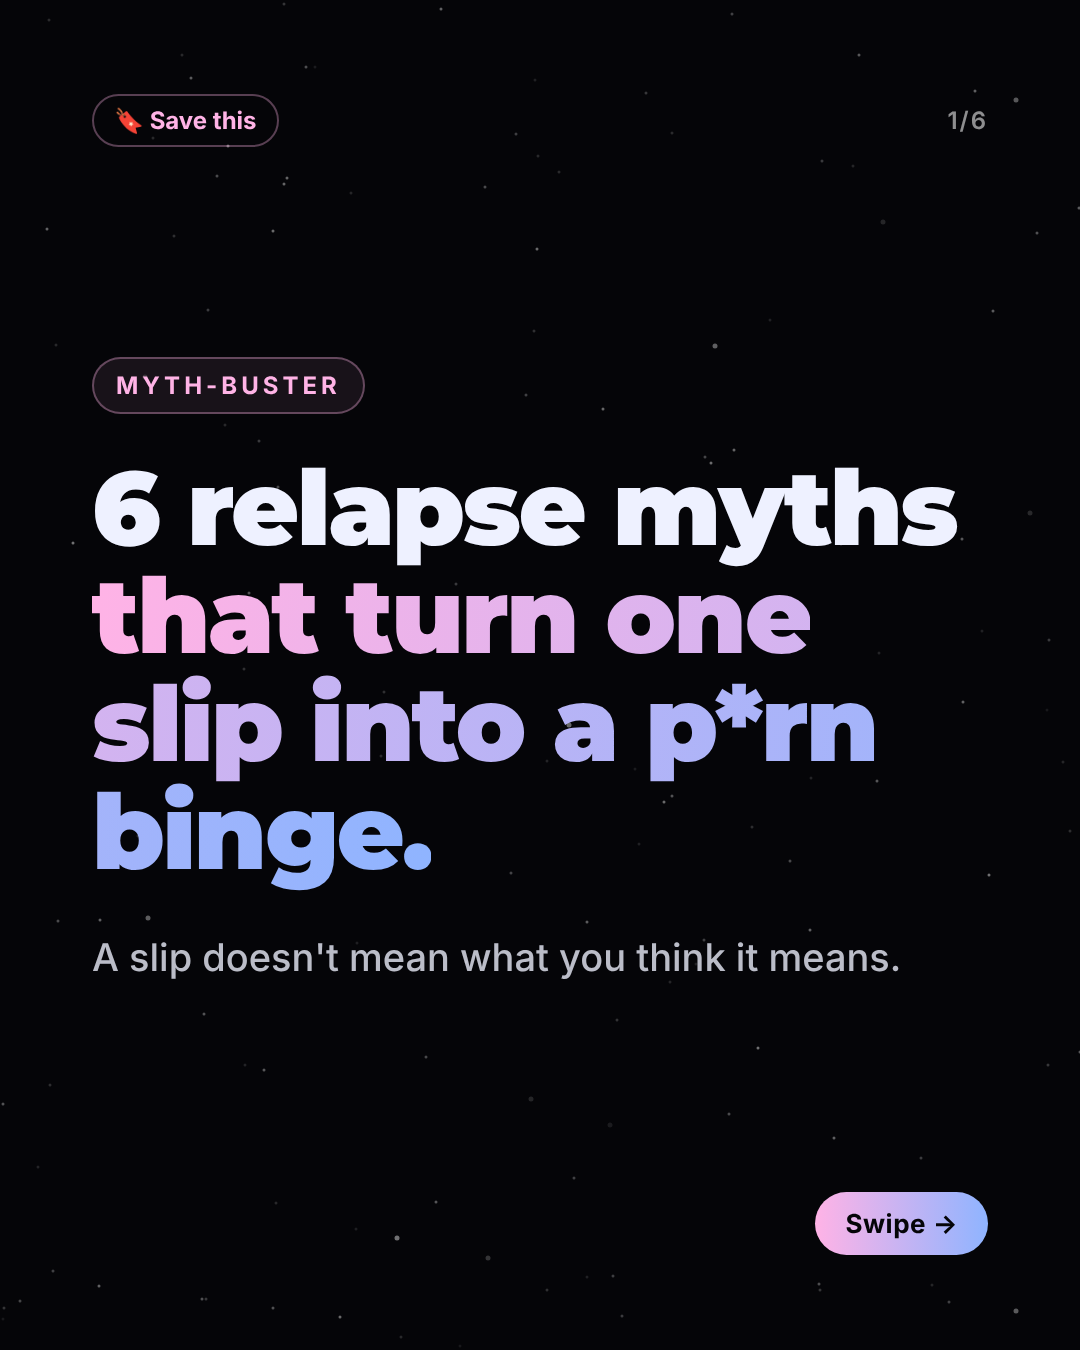 🔖 Save this
1/6
MYTH-BUSTER
6 relapse myths
that turn one
slip into a p*rn
binge.
A slip doesn't mean what you think it means.
Swipe →